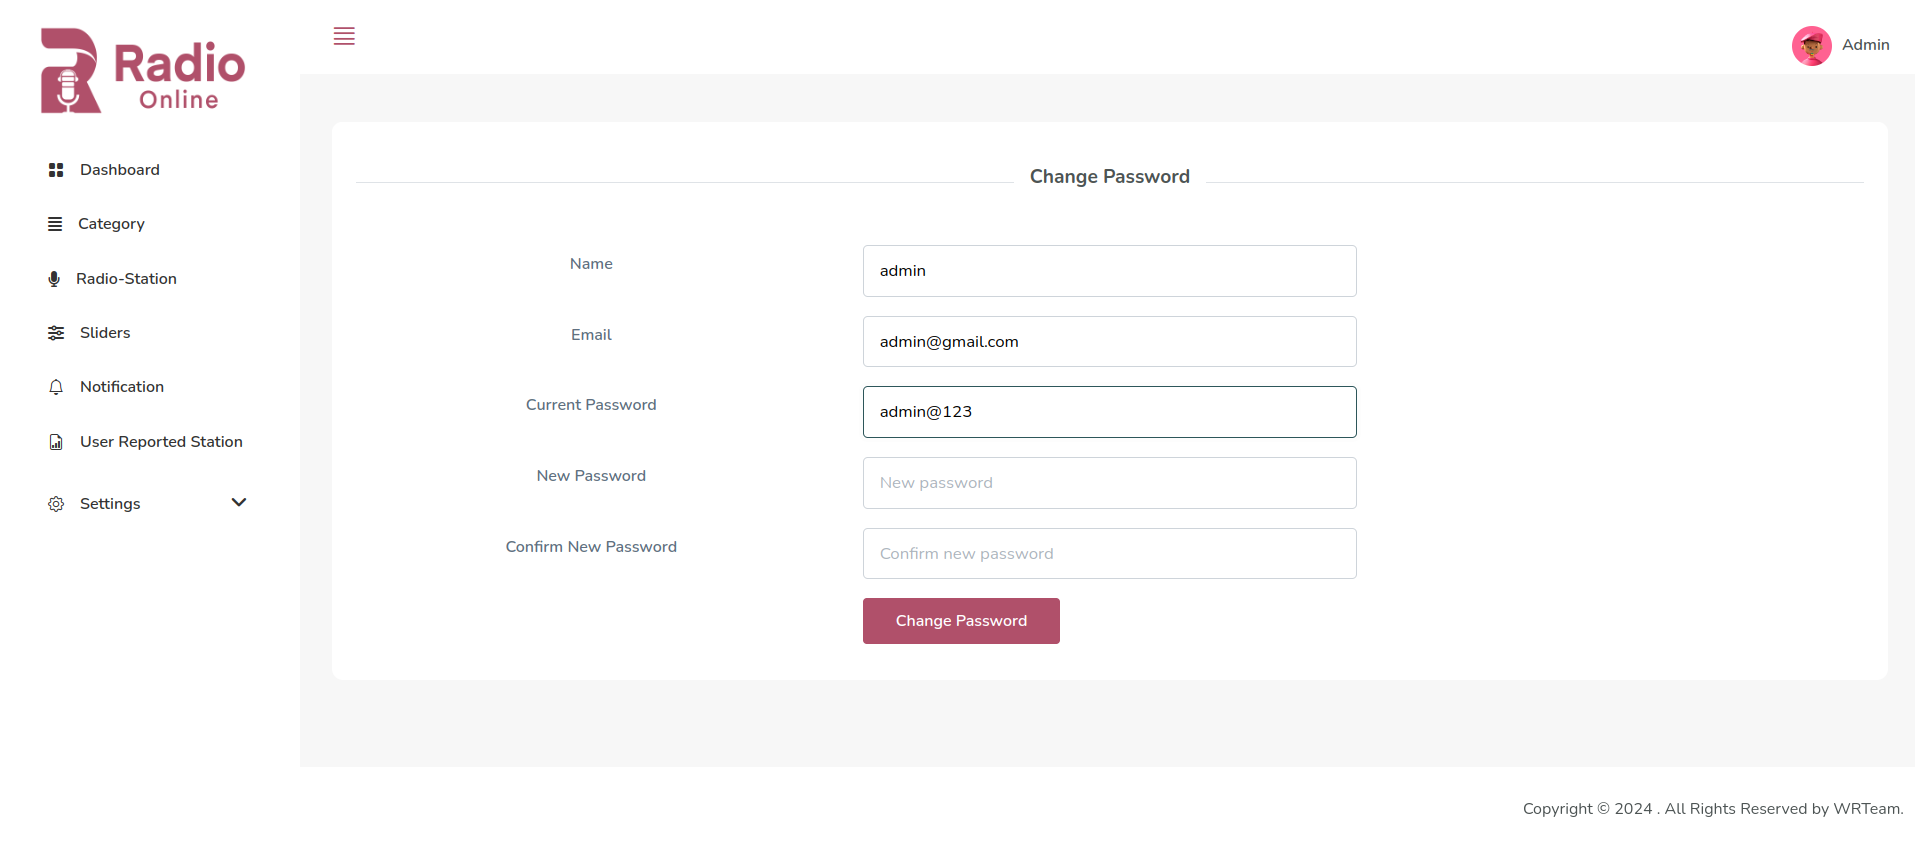 Radio
Online
Dashboard
Category
Radio-Station
Sliders
Notification
User Reported Station
Settings
Admin
Change Password
Name
admin
Email
admin@gmail.com
Current Password
admin@123
New Password
New password
Confirm New Password
Confirm new password
Change Password
Copyright © 2024 . All Rights Reserved by WRTeam.